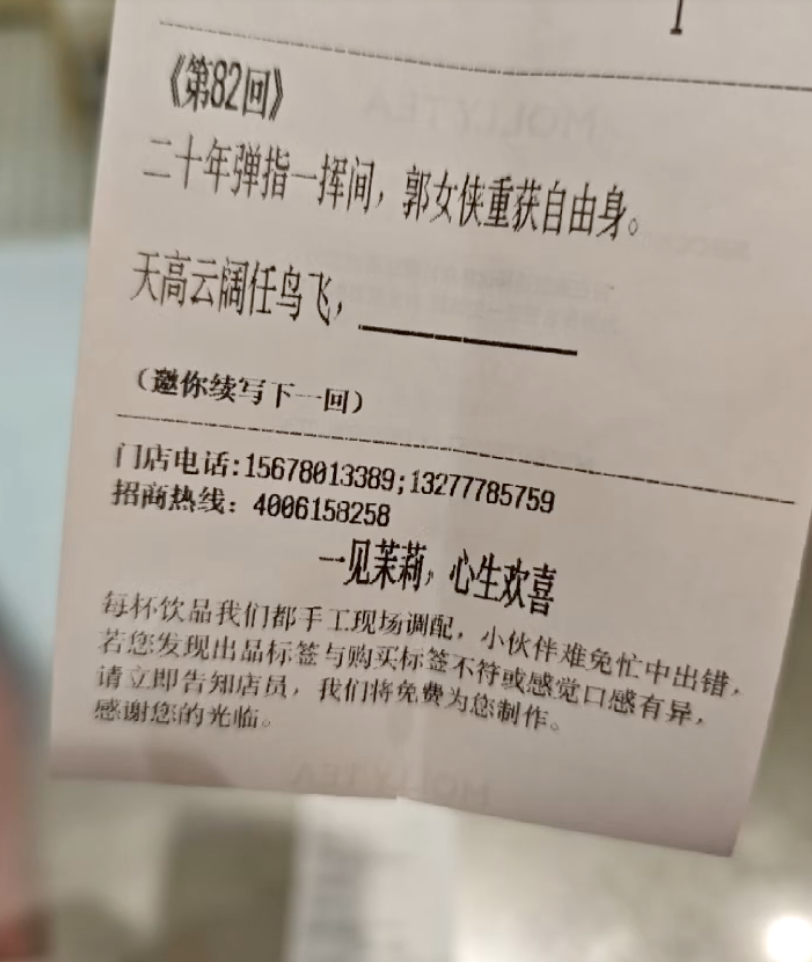 《第82回》
二十年弹指一挥间，郭女侠重获自由身。
天高云阔任鸟飞，
（邀你续写下一回）
门店电话:15678013389;13277785759
招商热线：4006158258
一见茉莉，心生欢喜
每杯饮品我们都手工现场调配，小伙伴难免忙中出错，
若您发现出品标签与购买标签不符或感觉口感有异，
请立即告知店员，我们将免费为您制作。
感谢您的光临。